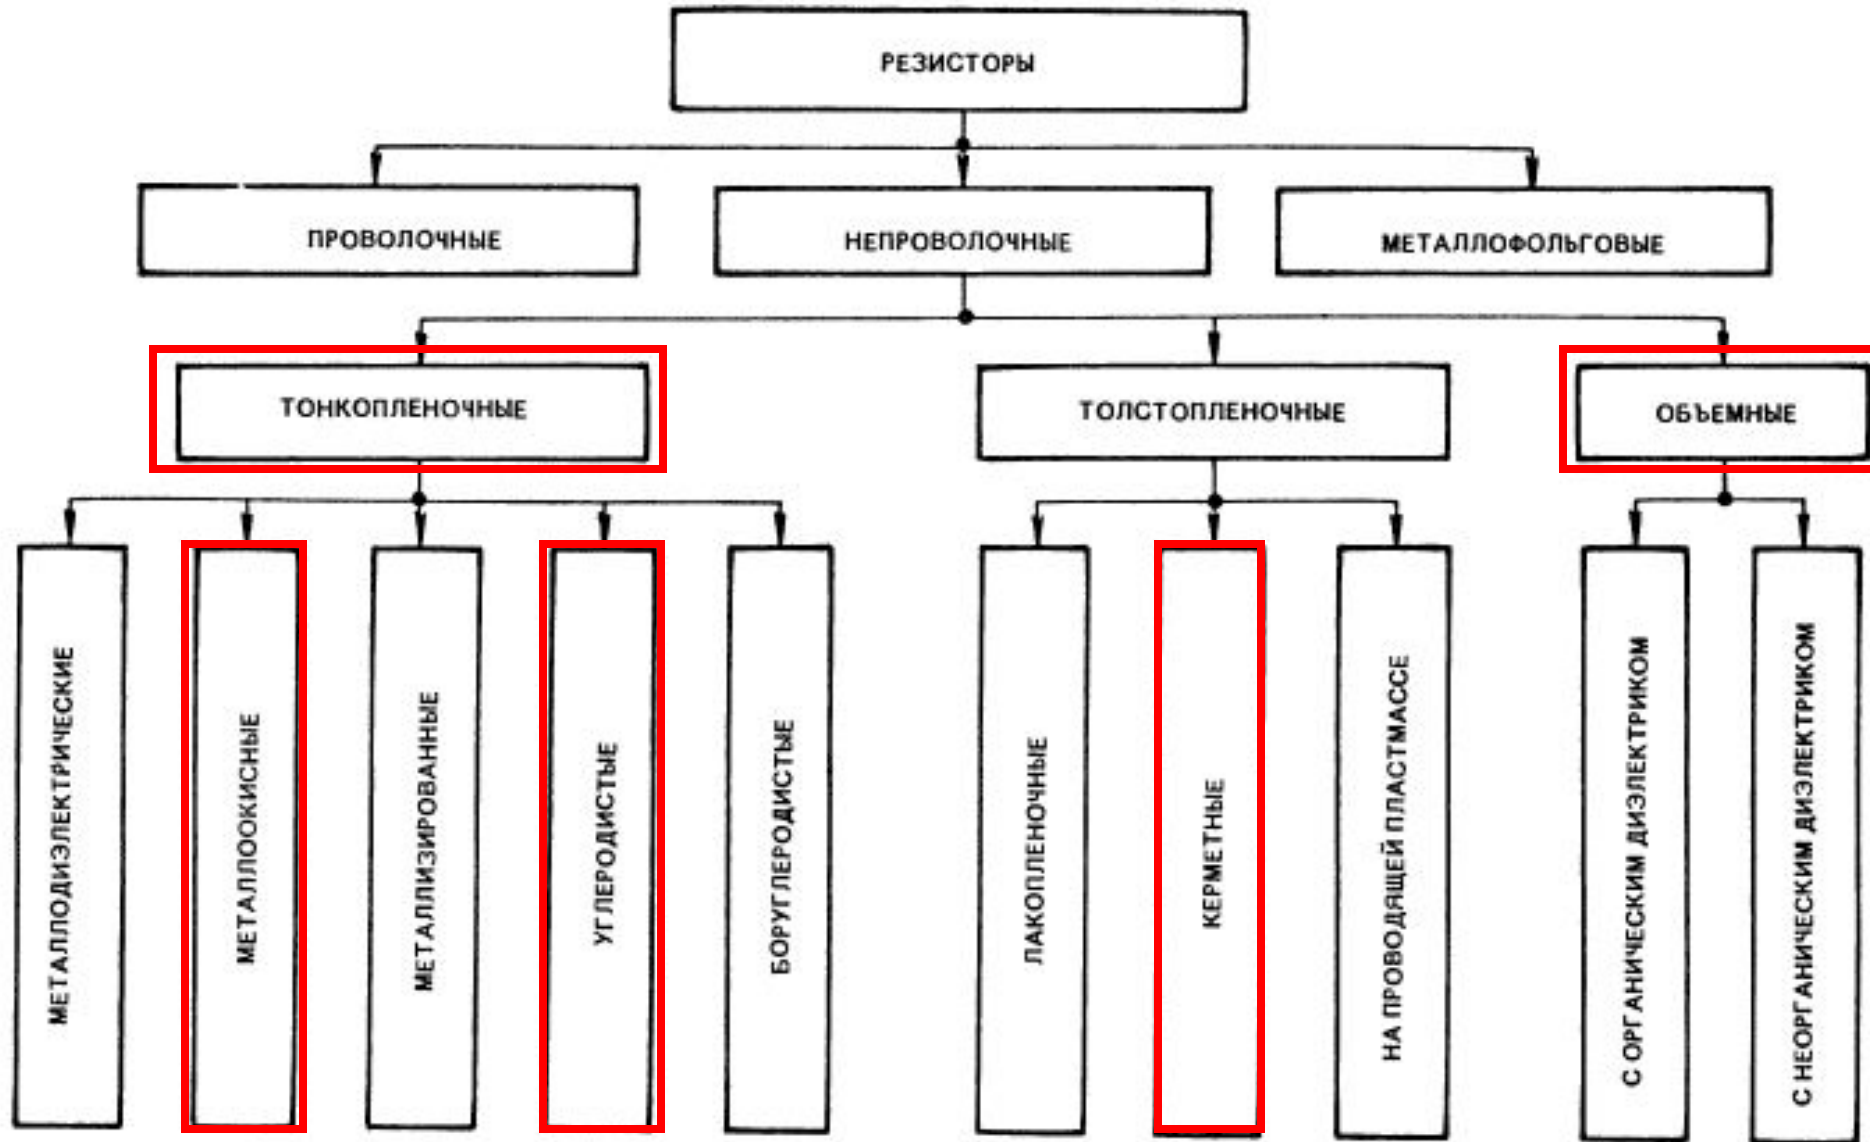 РЕЗИСТОРЫ
ПРОВОЛОЧНЫЕ
НЕПРОВОЛОЧНЫЕ
МЕТАЛЛОФОЛЬГОВЫЕ
ТОНКОПЛЕНОЧНЫЕ
ТОЛСТОПЛЕНОЧНЫЕ
ОБЪЕМНЫЕ
МЕТАЛЛОДИЭЛЕКТРИЧЕСКИЕ
МЕТАЛЛООКИСНЫЕ
МЕТАЛЛИЗИРОВАННЫЕ
УГЛЕРОДИСТЫЕ
БОРУГЛЕРОДИСТЫЕ
ЛАКОПЛЕНОЧНЫЕ
КЕРМЕТНЫЕ
НА ПРОВОДЯЩЕЙ ПЛАСТМАССЕ
С ОРГАНИЧЕСКИМ ДИЭЛЕКТРИКОМ
С НЕОРГАНИЧЕСКИМ ДИЭЛЕКТРИКОМ